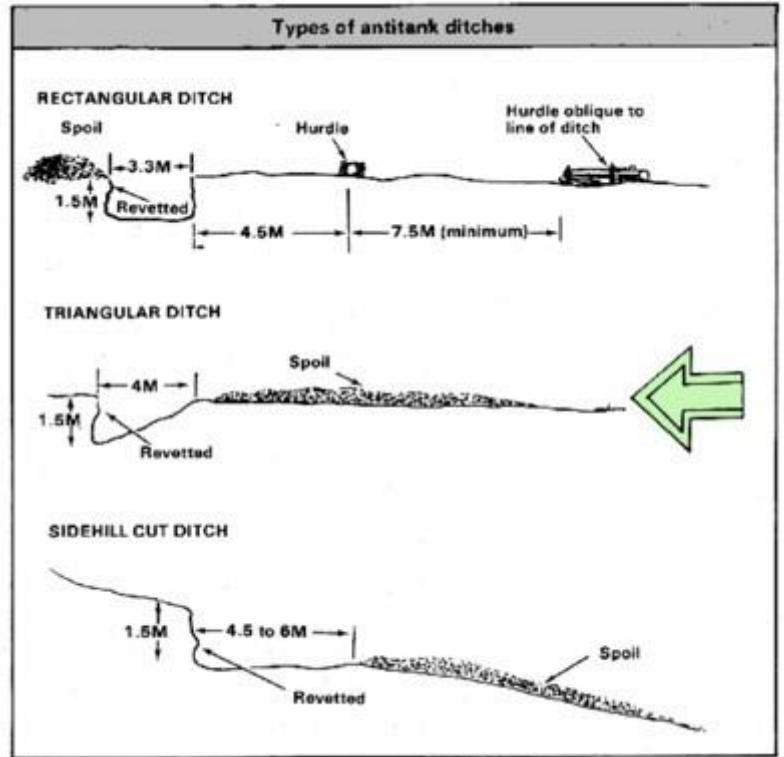 Types of antitank ditches
RECTANGULAR DITCH
Spoil
Hurdle
Hurdle oblique to
line of ditch
3.3M
1.5M
Revetted
4.5M
7.5M (minimum)
TRIANGULAR DITCH
Spoil
4M
1.5M
Revetted
SIDEHILL CUT DITCH
1.5M
4.5 to 6M
Spoil
Revetted